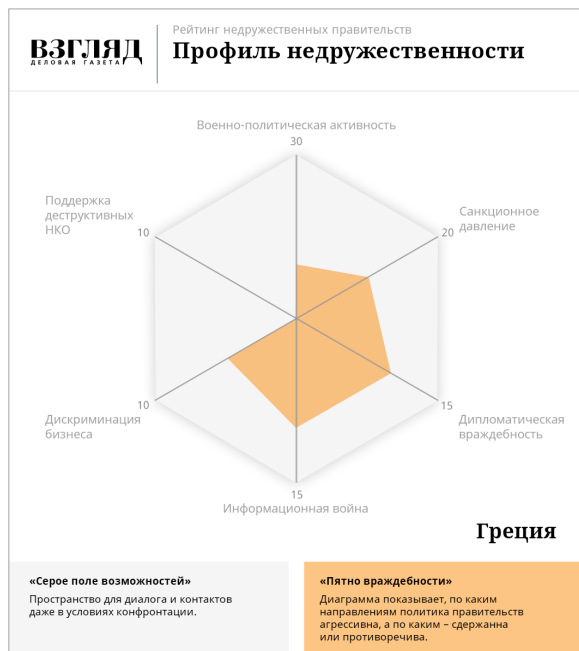 Рейтинг недружественных правительств
ВЗГЛЯД
ДЕЛОВАЯ ГАЗЕТА
Профиль недружественности
Военно-политическая активность
30
Поддержка
деструктивных
НКО
10
Санкционное
давление
20
Дискриминация
бизнеса
10
Дипломатическая
враждебность
15
15
Информационная война
Греция
«Серое поле возможностей»
Пространство для диалога и контактов
даже в условиях конфронтации.
«Пятно враждебности»
Диаграмма показывает, по каким
направлениям политика правительств
агрессивна, а по каким – сдержанна
или противоречива.